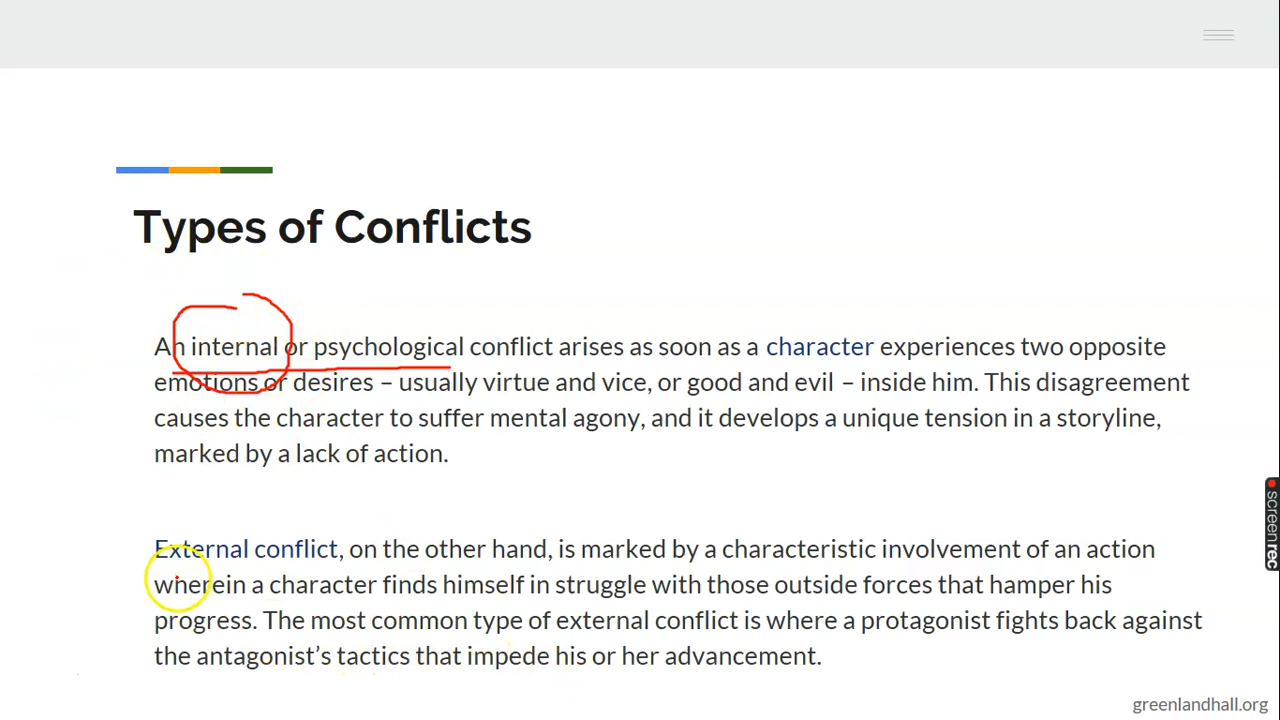 Types of Conflicts
An internal or psychological conflict arises as soon as a character experiences two opposite
emotions or desires – usually virtue and vice, or good and evil – inside him. This disagreement
causes the character to suffer mental agony, and it develops a unique tension in a storyline,
marked by a lack of action.
External conflict, on the other hand, is marked by a characteristic involvement of an action
wherein a character finds himself in struggle with those outside forces that hamper his
progress. The most common type of external conflict is where a protagonist fights back against
the antagonist’s tactics that impede his or her advancement.
screenrec
greenlandhall.org